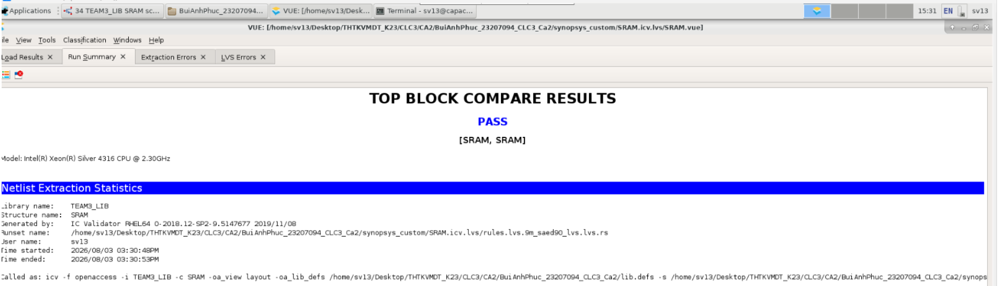 Applications 34 TEAM3_LIB SRAM sc... BuiAnhPhuc_23207094... VUE: [/home/sv13/Desk... Terminal - sv13@capac... 15:31 EN sv13
VUE: [/home/sv13/Desktop/THTKVMDT_K23/CLC3/CA2/BuiAnhPhuc_23207094_CLC3_Ca2/synopsys_custom/SRAM.icv.lvs/SRAM.vue]
ile View Tools Classification Windows Help
Load Results X Run Summary X Extraction Errors X LVS Errors X
TOP BLOCK COMPARE RESULTS
PASS
[SRAM, SRAM]
Model: Intel(R) Xeon(R) Silver 4316 CPU @ 2.30GHz
Netlist Extraction Statistics
Library name: TEAM3_LIB
Structure name: SRAM
Generated by: IC Validator RHEL64 O-2018.12-SP2-9.5147677 2019/11/08
Runset name: /home/sv13/Desktop/THTKVMDT_K23/CLC3/CA2/BuiAnhPhuc_23207094_CLC3_Ca2/synopsys_custom/SRAM.icv.lvs/rules.lvs.9m_saed90_lvs.lvs.rs
User name: sv13
Time started: 2026/08/03 03:30:48PM
Time ended: 2026/08/03 03:30:53PM
Called as: icv -f openaccess -i TEAM3_LIB -c SRAM -oa_view layout -oa_lib_defs /home/sv13/Desktop/THTKVMDT_K23/CLC3/CA2/BuiAnhPhuc_23207094_CLC3_Ca2/lib.defs -s /home/sv13/Desktop/THTKVMDT_K23/CLC3/CA2/BuiAnhPhuc_23207094_CLC3_Ca2/synops